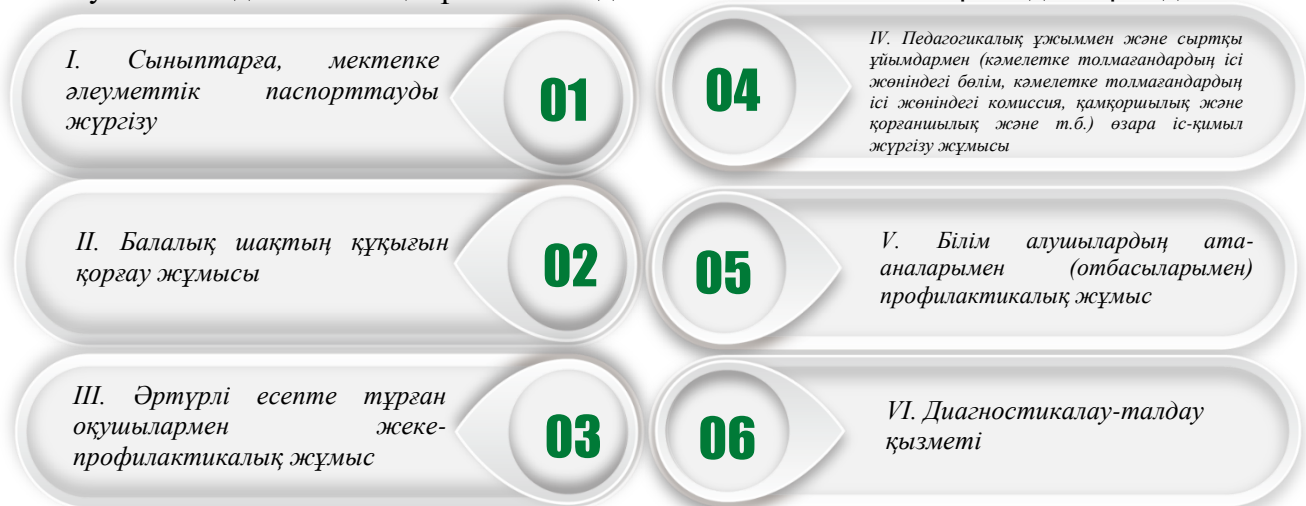 I. Сыныптарға, мектепке
әлеуметтік паспорттауды
жүргізу
01
II. Балалық шақтың құқығын
қорғау жұмысы
02
III. Әртүрлі есепте тұрған
оқушылармен жеке-
профилактикалық жұмыс
03
04
IV. Педагогикалық ұжыммен және сыртқы
ұйымдармен (кәмелетке толмағандардың ісі
жөніндегі бөлім, кәмелетке толмағандардың
ісі жөніндегі комиссия, қамқоршылық және
қорғаншылық және т.б.) өзара іс-қимыл
жүргізу жұмысы
05
V. Білім алушылардың ата-
аналарымен (отбасыларымен)
профилактикалық жұмыс
06
VI. Диагностикалау-талдау
қызметі